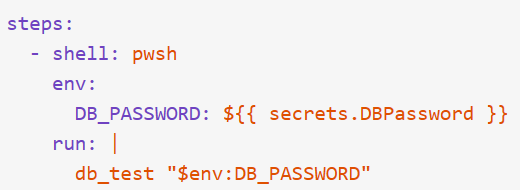 steps:
  - shell: pwsh
    env:
      DB_PASSWORD: ${{ secrets.DBPassword }}
    run: |
      db_test "$env:DB_PASSWORD"